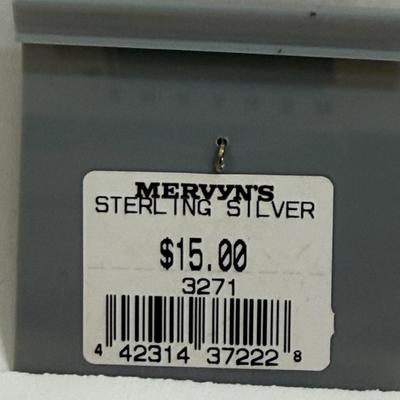 MERVYN'S
STERLING SILVER
$15.00
3271
4 42314 37222 8